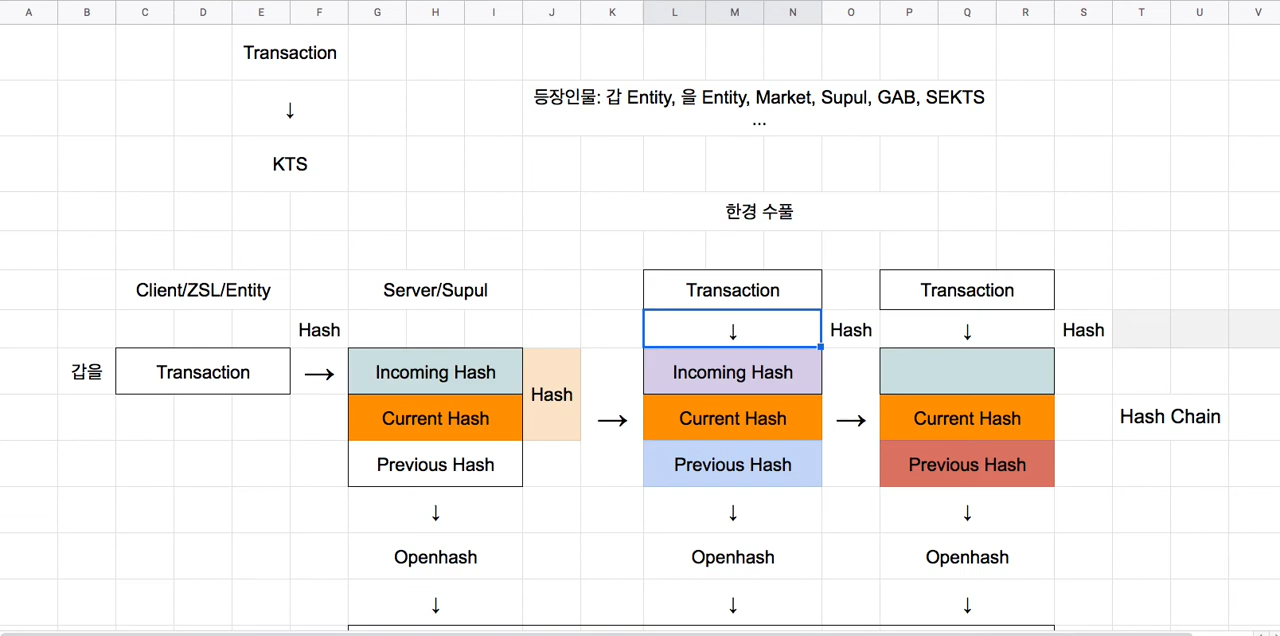 A B C D E F G H I J K L M N O P Q R S T U V
Transaction
↓
등장인물: 갑 Entity, 을 Entity, Market, Supul, GAB, SEKTS
...
KTS
한경 수풀
Client/ZSL/Entity Server/Supul Transaction Transaction
Hash ↓ Hash ↓ Hash
갑을 Transaction → Incoming Hash Incoming Hash
Hash
Current Hash → Current Hash → Current Hash Hash Chain
Previous Hash Previous Hash Previous Hash
↓ ↓ ↓
Openhash Openhash Openhash
↓ ↓ ↓